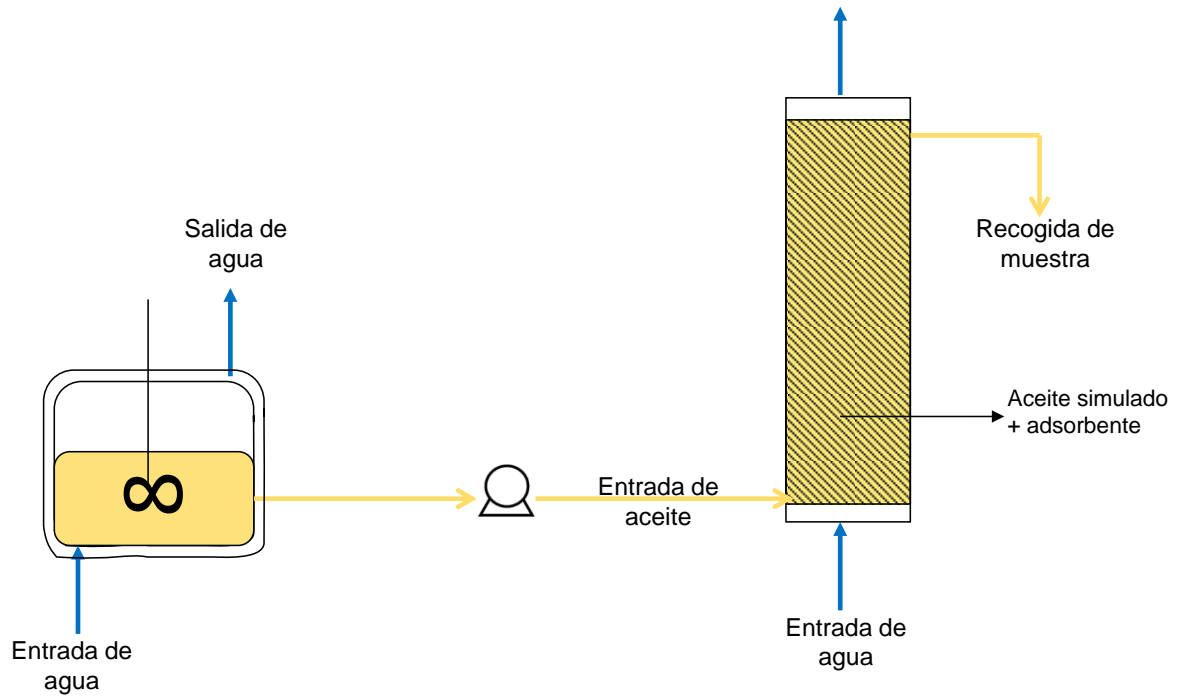 Salida de
agua
Recogida de
muestra
Aceite simulado
+ adsorbente
Entrada de
aceite
Entrada de
agua
Entrada de
agua